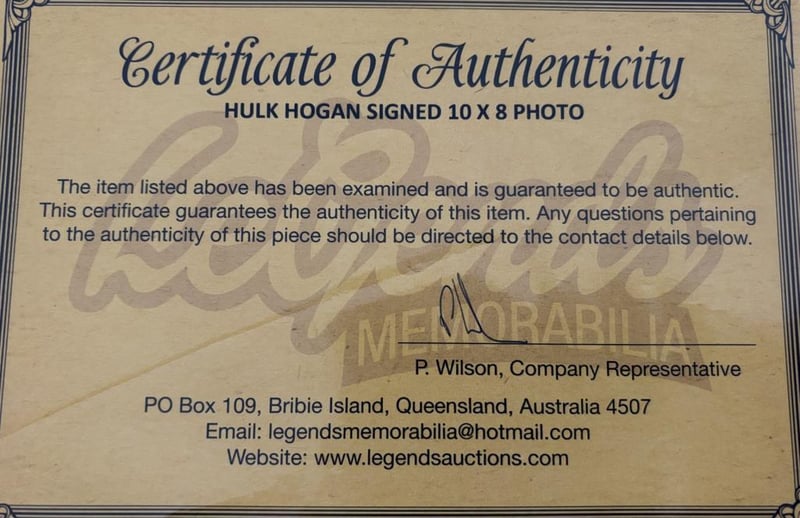 Certificate of Authenticity
HULK HOGAN SIGNED 10 X 8 PHOTO
Legends
MEMORABILIA
The item listed above has been examined and is guaranteed to be authentic.
This certificate guarantees the authenticity of this item. Any questions pertaining
to the authenticity of this piece should be directed to the contact details below.
P. Wilson, Company Representative
PO Box 109, Bribie Island, Queensland, Australia 4507
Email: legendsmemorabilia@hotmail.com
Website: www.legendsauctions.com